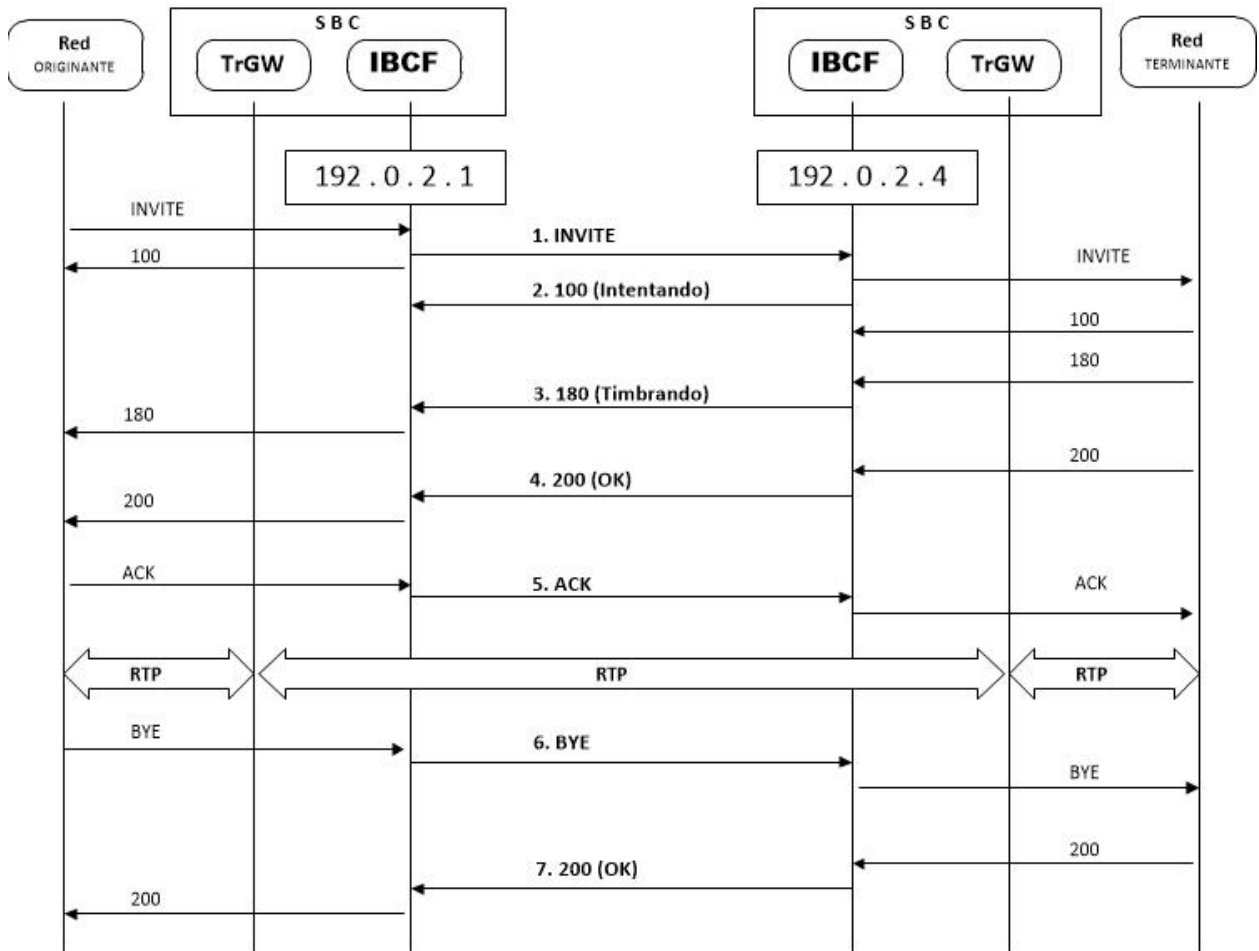 S B C
S B C
Red
ORIGINANTE
TrGW
IBCF
IBCF
TrGW
Red
TERMINANTE
192 . 0 . 2 . 1
192 . 0 . 2 . 4
INVITE
1. INVITE
100
INVITE
2. 100 (Intentando)
100
180
3. 180 (Timbrando)
180
200
4. 200 (OK)
200
ACK
5. ACK
ACK
RTP
RTP
RTP
BYE
6. BYE
BYE
200
7. 200 (OK)
200